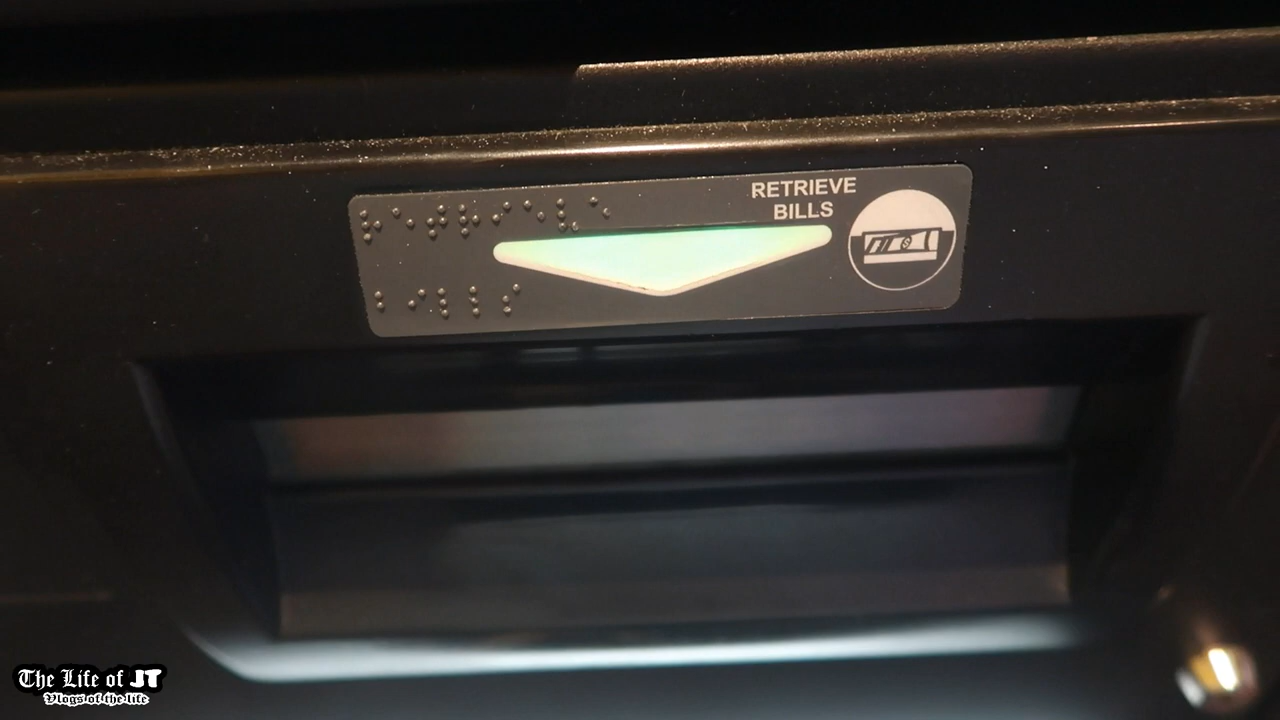 RETRIEVE
BILLS
The Life of JT
Vlogs of the life